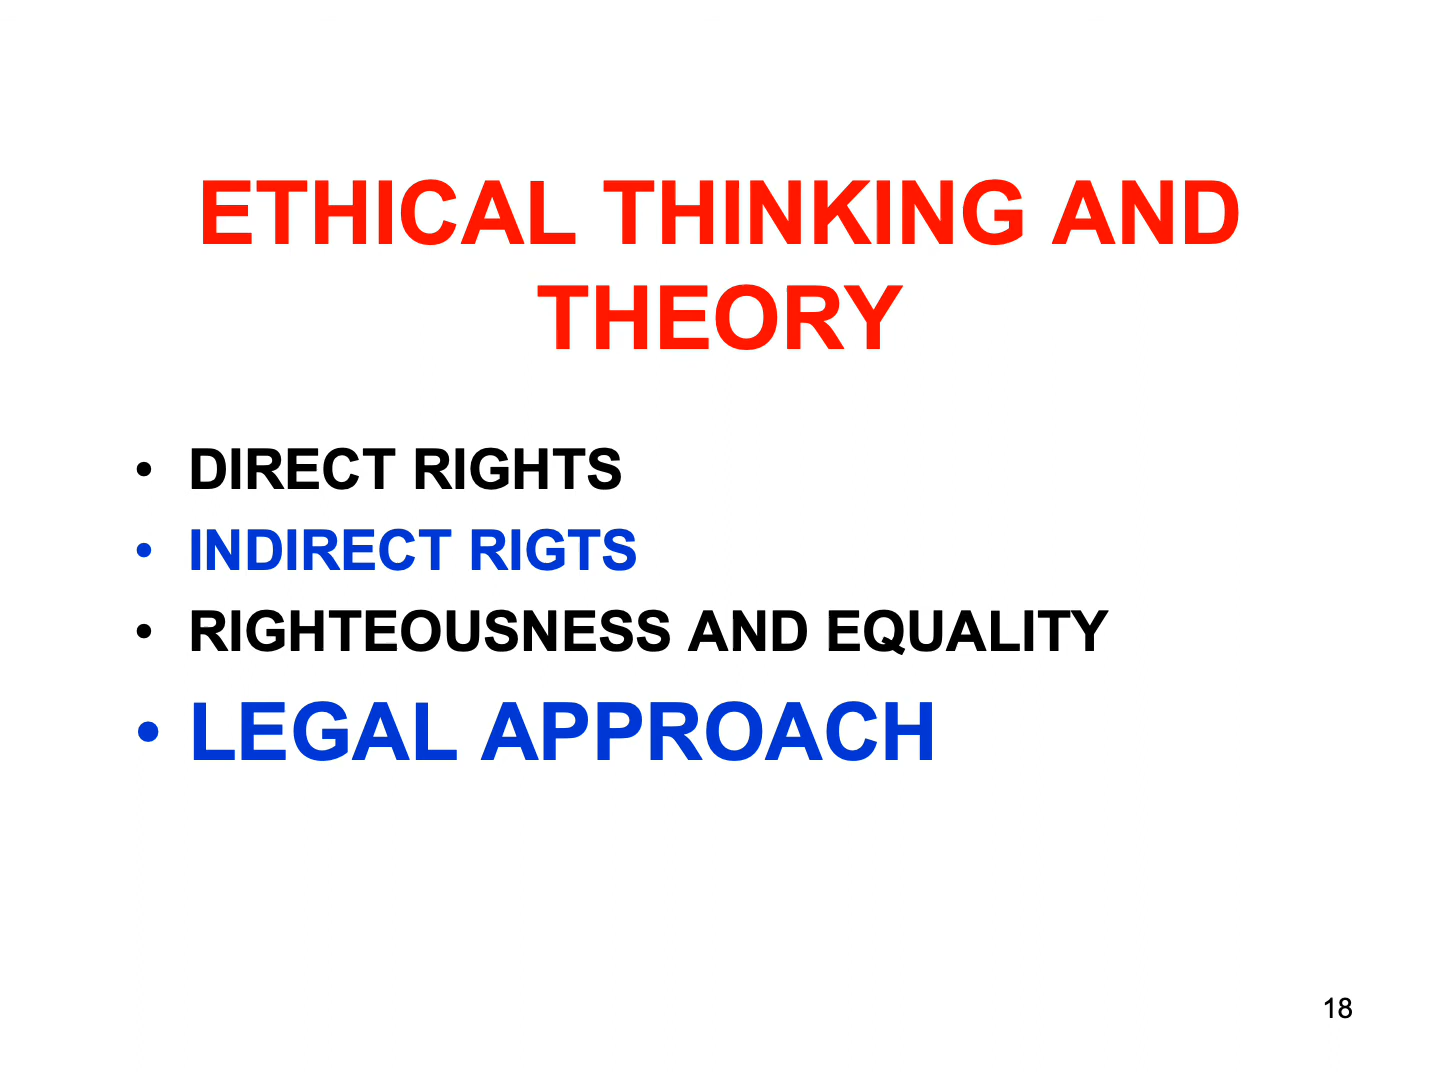 ETHICAL THINKING AND
THEORY
• DIRECT RIGHTS
• INDIRECT RIGTS
• RIGHTEOUSNESS AND EQUALITY
• LEGAL APPROACH
18